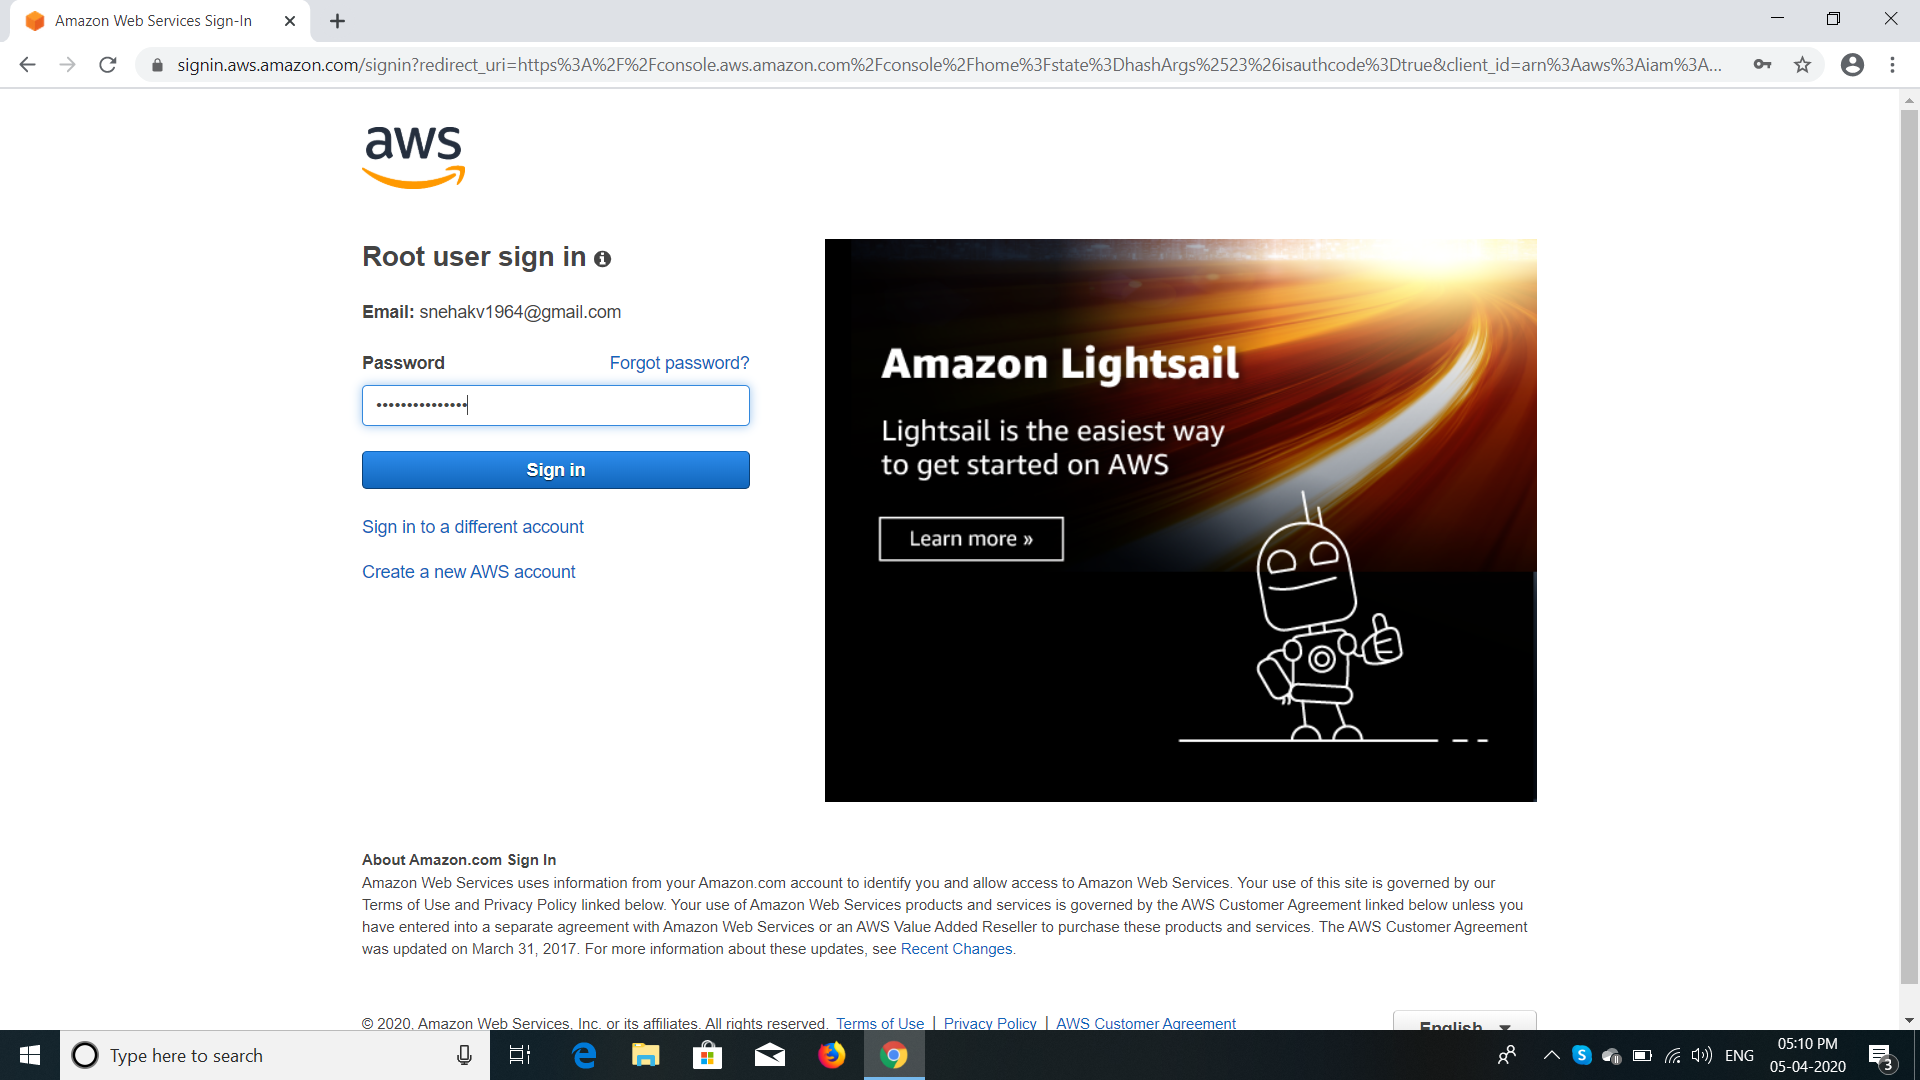 Amazon Web Services Sign-In
signin.aws.amazon.com/signin?redirect_uri=https%3A%2F%2Fconsole.aws.amazon.com%2Fconsole%2Fhome%3Fstate%3DhashArgs%2523%26isauthcode%3Dtrue&client_id=arn%3Aaws%3Aiam%3A...
aws
Root user sign in
Email: snehakv1964@gmail.com
Password Forgot password?
•••••••••••••••
Sign in
Sign in to a different account
Create a new AWS account
Amazon Lightsail
Lightsail is the easiest way
to get started on AWS
Learn more »
About Amazon.com Sign In
Amazon Web Services uses information from your Amazon.com account to identify you and allow access to Amazon Web Services. Your use of this site is governed by our
Terms of Use and Privacy Policy linked below. Your use of Amazon Web Services products and services is governed by the AWS Customer Agreement linked below unless you
have entered into a separate agreement with Amazon Web Services or an AWS Value Added Reseller to purchase these products and services. The AWS Customer Agreement
was updated on March 31, 2017. For more information about these updates, see Recent Changes.
© 2020, Amazon Web Services, Inc. or its affiliates. All rights reserved. Terms of Use | Privacy Policy | AWS Customer Agreement
English
Type here to search
S
ENG
05:10 PM
05-04-2020
3